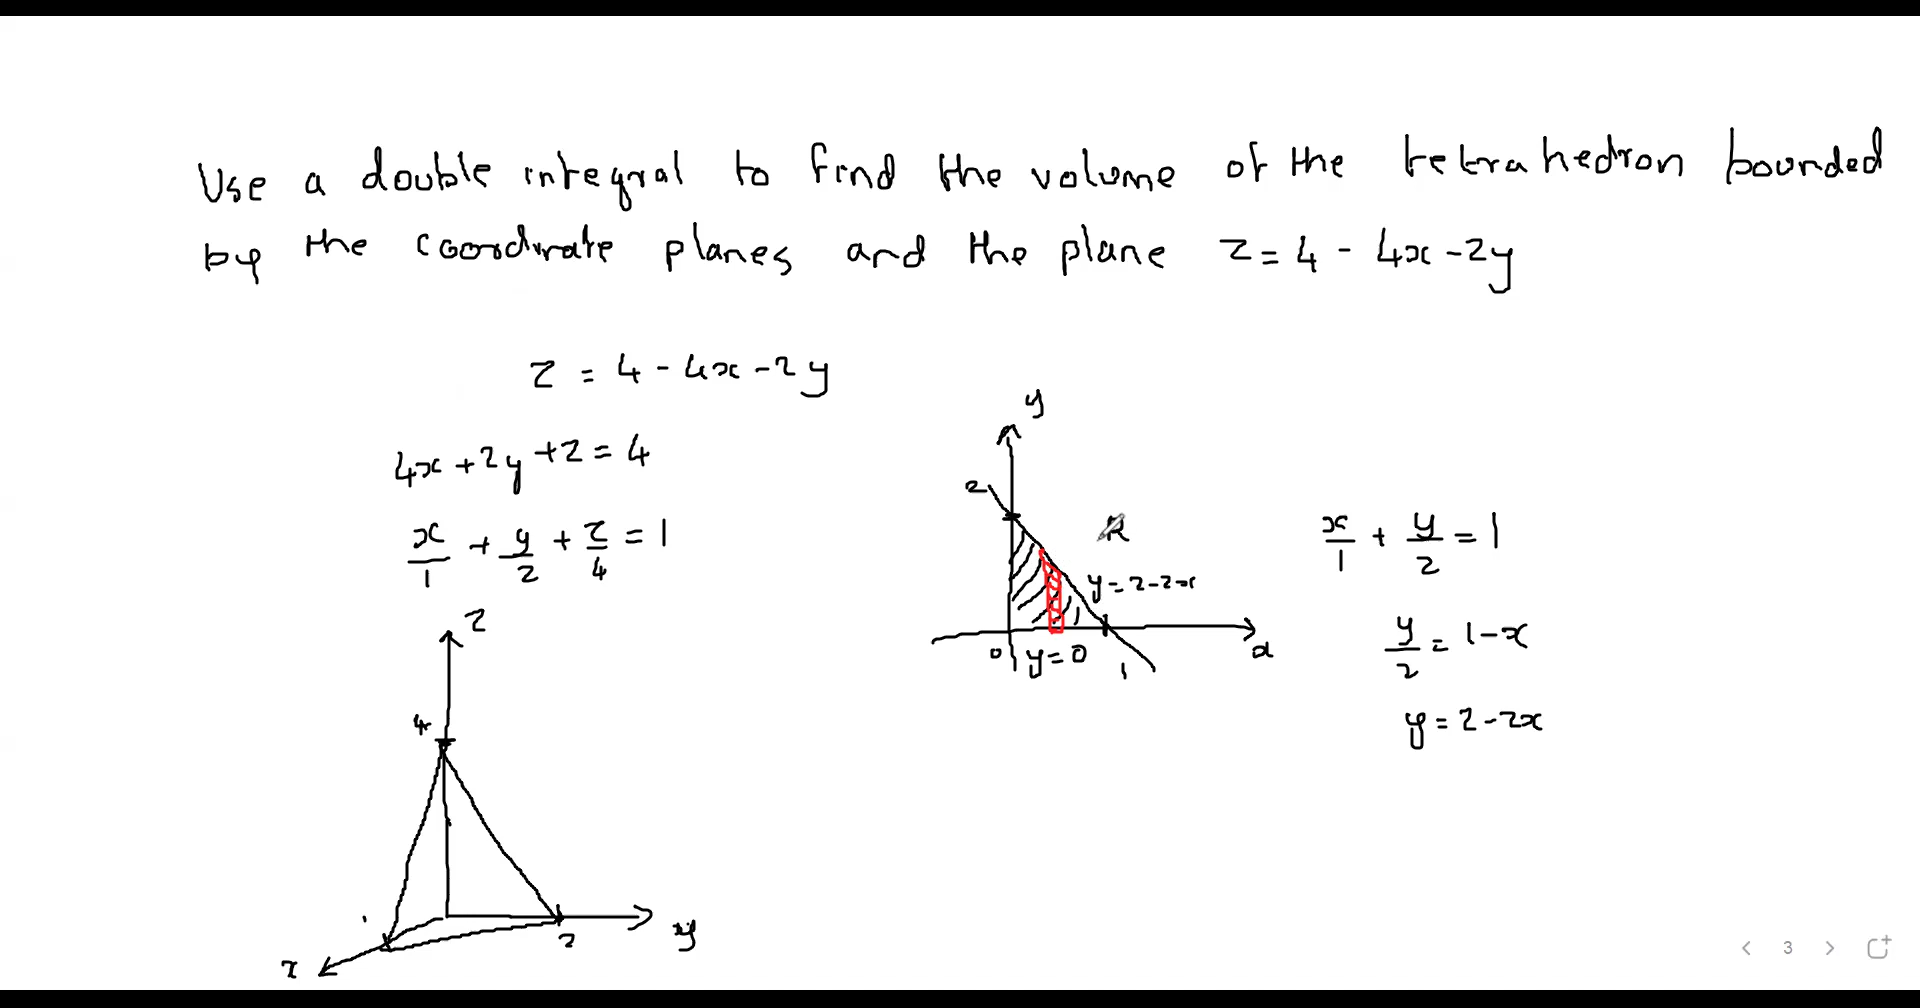 Use a double integral to find the volume of the tetrahedron bounded
by the coordinate planes and the plane z = 4 - 4x - 2y
z = 4 - 4x - 2y
4x + 2y + z = 4
x/1 + y/2 + z/4 = 1
z
4
2
y
x
y
2
R
y = 2 - 2x
0
y = 0
1
x
x/1 + y/2 = 1
y/2 = 1 - x
y = 2 - 2x
3